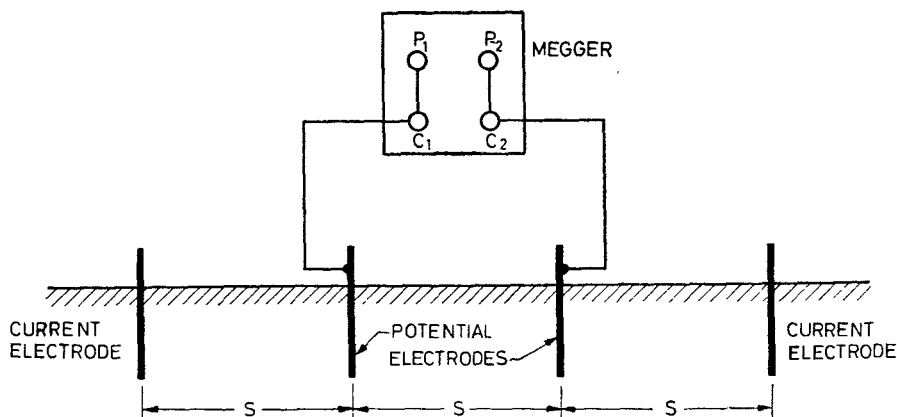 P1 P2
MEGGER
C1 C2
CURRENT
ELECTRODE
POTENTIAL
ELECTRODES
CURRENT
ELECTRODE
S S S